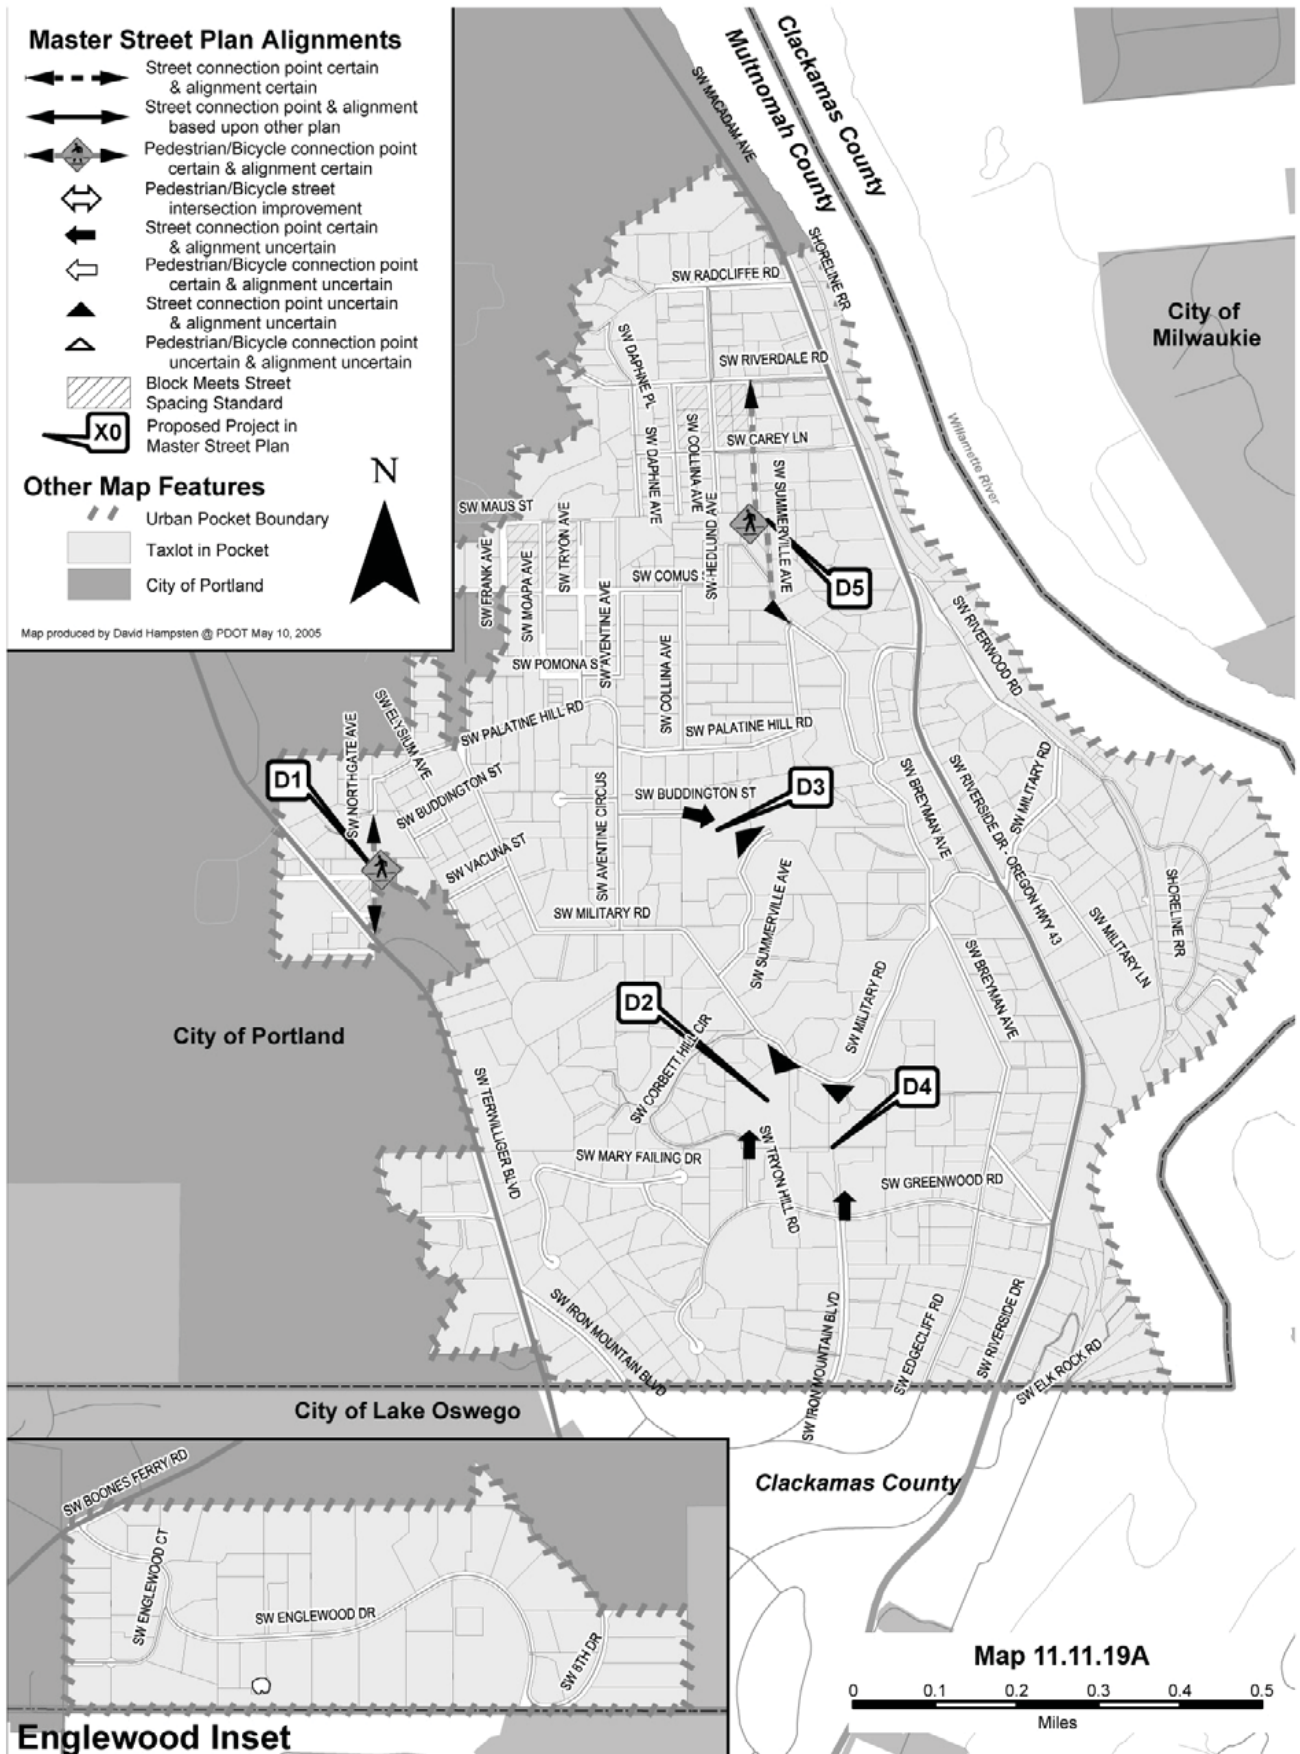 Master Street Plan Alignments
Street connection point certain
& alignment certain
Street connection point & alignment
based upon other plan
Pedestrian/Bicycle connection point
certain & alignment certain
Pedestrian/Bicycle street
intersection improvement
Street connection point certain
& alignment uncertain
Pedestrian/Bicycle connection point
certain & alignment uncertain
Street connection point uncertain
& alignment uncertain
Pedestrian/Bicycle connection point
uncertain & alignment uncertain
Block Meets Street
Spacing Standard
X0
Proposed Project in
Master Street Plan
Other Map Features
N
Urban Pocket Boundary
Taxlot in Pocket
City of Portland
Map produced by David Hampsten @ PDOT May 10, 2005
Clackamas County
Multnomah County
SW MACADAM AVE
SHORELINE RR
SW RADCLIFFE RD
City of
Milwaukie
SW DAPHNE PL
SW RIVERDALE RD
SW COLLINA AVE
SW CAREY LN
SW DAPHNE AVE
SW SUMMERVILLE AVE
Willamette River
SW MAUS ST
SW TRYON AVE
SW HEDLUND AVE
SW FRANK AVE
SW MOAPA AVE
SW COMUS
D5
SW AVENTINE AVE
SW RIVERWOOD RD
SW POMONA S
SW COLLINA AVE
SW ELYSIUM AVE
SW NORTHGATE AVE
SW PALATINE HILL RD
SW PALATINE HILL RD
D1
SW BUDDINGTON ST
SW BUDDINGTON ST
D3
SW AVENTINE CIRCUS
SW BREYMAN AVE
SW RIVERSIDE DR - OREGON HWY 43
SW MILITARY RD
SW VACUNA ST
SW MILITARY RD
SW SUMMERVILLE AVE
SHORELINE RR
SW MILITARY LN
SW BREYMAN AVE
SW MILITARY RD
D2
City of Portland
SW CORBETT HILL CIR
D4
SW TERWILLIGER BLVD
SW MARY FAILING DR
SW TRYON HILL RD
SW GREENWOOD RD
SW IRON MOUNTAIN BLVD
SW IRON MOUNTAIN BLVD
SW EDGECLIFF RD
SW RIVERSIDE DR
SW ELK ROCK RD
City of Lake Oswego
Clackamas County
SW BOONES FERRY RD
SW ENGLEWOOD CT
SW ENGLEWOOD DR
SW 8TH DR
Englewood Inset
Map 11.11.19A
0 0.1 0.2 0.3 0.4 0.5
Miles